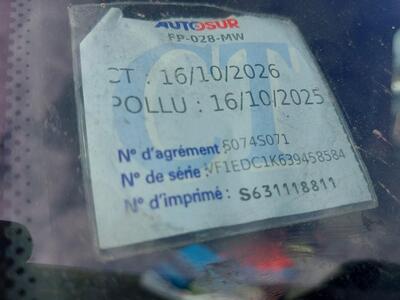 AUTOSUR
FP-028-MW
CT : 16/10/2026
POLLU : 16/10/2025
N° d'agrément : S074S071
N° de série : VF1EDC1K639458584
N° d'imprimé : S631118811